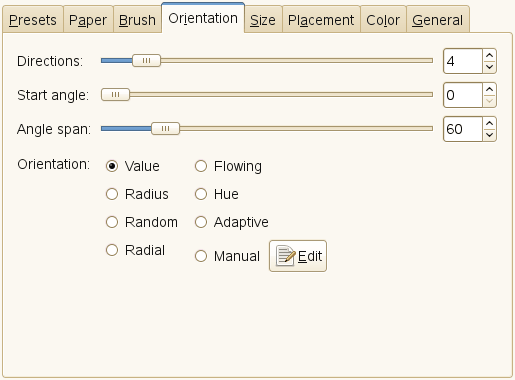 Presets Paper Brush Orientation Size Placement Color General
Directions: 4
Start angle: 0
Angle span: 60
Orientation: Value Flowing
Radius Hue
Random Adaptive
Radial
Manual Edit